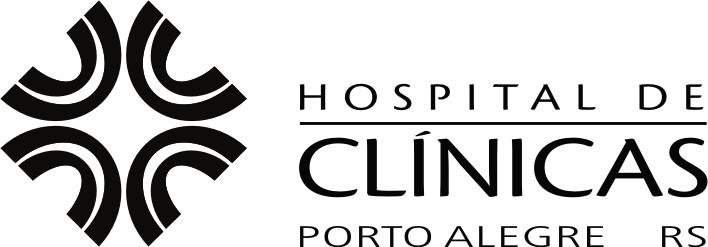 HOSPITAL DE
CLÍNICAS
PORTO ALEGRE RS